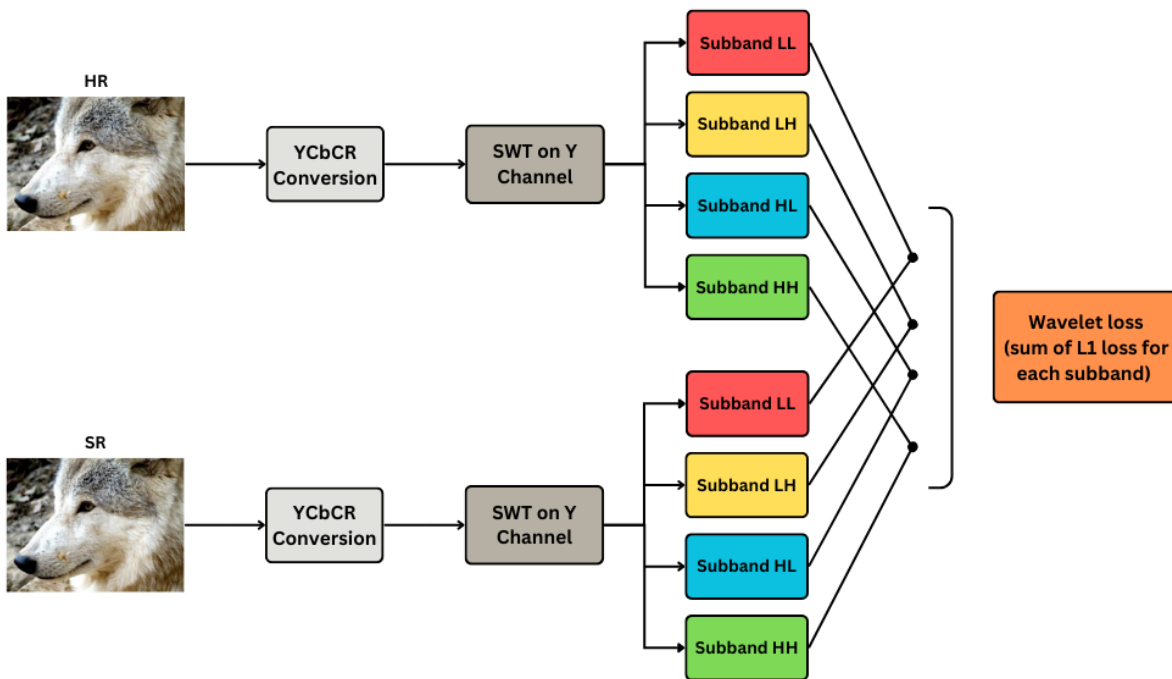 HR
YCbCR
Conversion
SWT on Y
Channel
Subband LL
Subband LH
Subband HL
Subband HH
SR
YCbCR
Conversion
SWT on Y
Channel
Subband LL
Subband LH
Subband HL
Subband HH
Wavelet loss
(sum of L1 loss for
each subband)